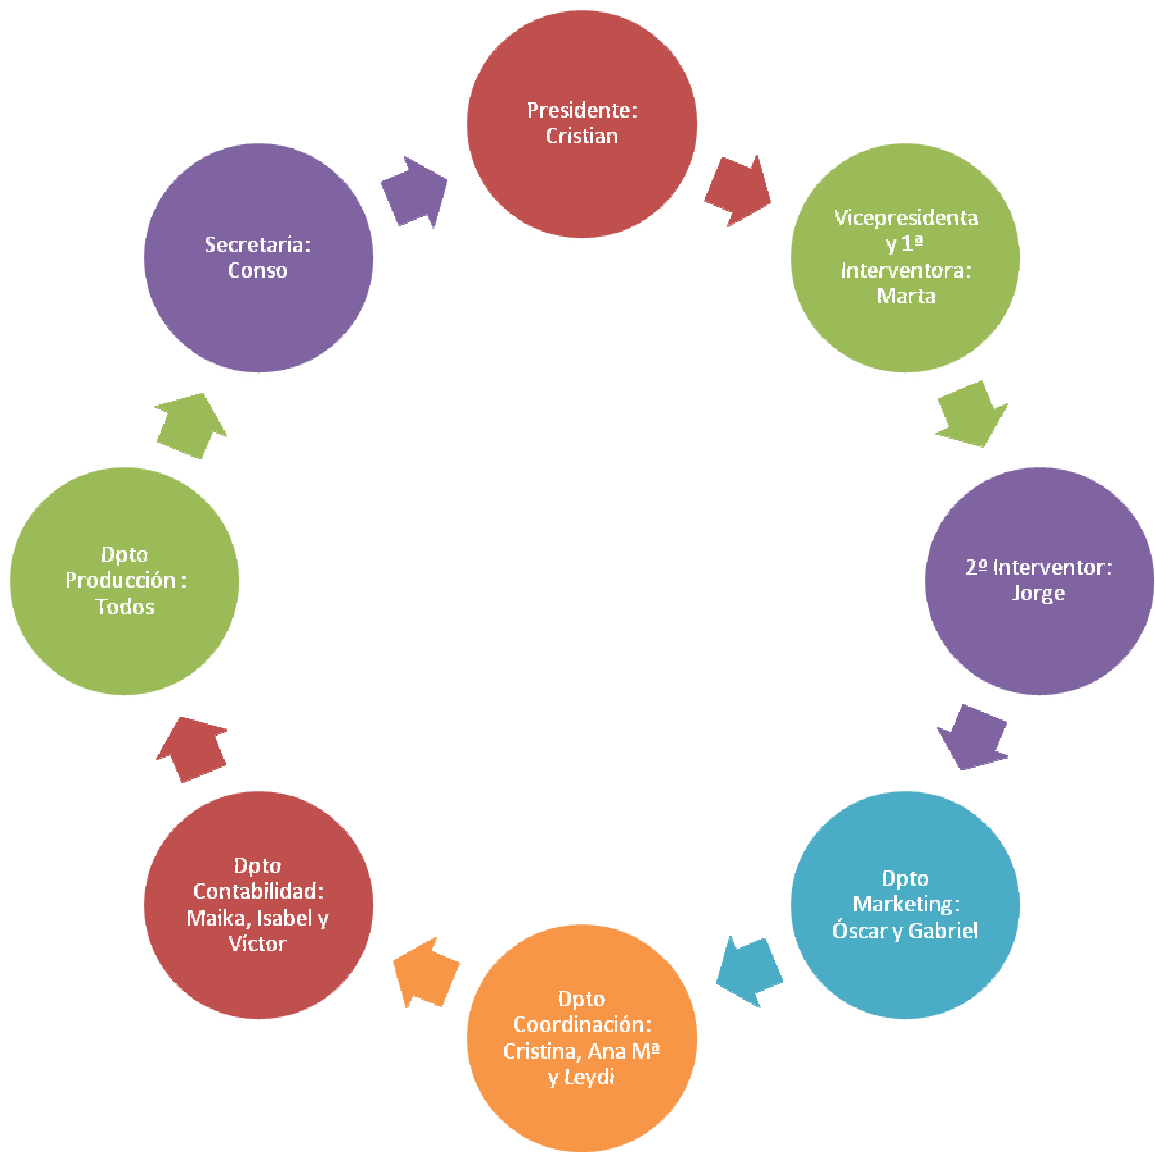 Presidente:
Cristian
Vicepresidenta
y 1ª
Interventora:
Marta
2º Interventor:
Jorge
Dpto
Marketing:
Óscar y Gabriel
Dpto
Coordinación:
Cristina, Ana Mª
y Leydi
Dpto
Contabilidad:
Maika, Isabel y
Víctor
Dpto
Producción :
Todos
Secretaria:
Conso